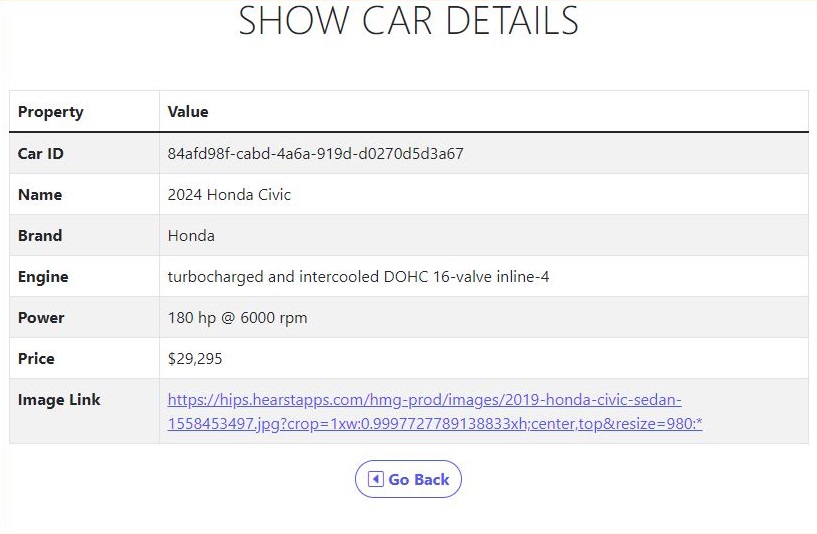 SHOW CAR DETAILS
Property Value
Car ID 84afd98f-cabd-4a6a-919d-d0270d5d3a67
Name 2024 Honda Civic
Brand Honda
Engine turbocharged and intercooled DOHC 16-valve inline-4
Power 180 hp @ 6000 rpm
Price $29,295
Image Link https://hips.hearstapps.com/hmg-prod/images/2019-honda-civic-sedan-
1558453497.jpg?crop=1xw:0.9997727789138833xh;center,top&resize=980:*
Go Back